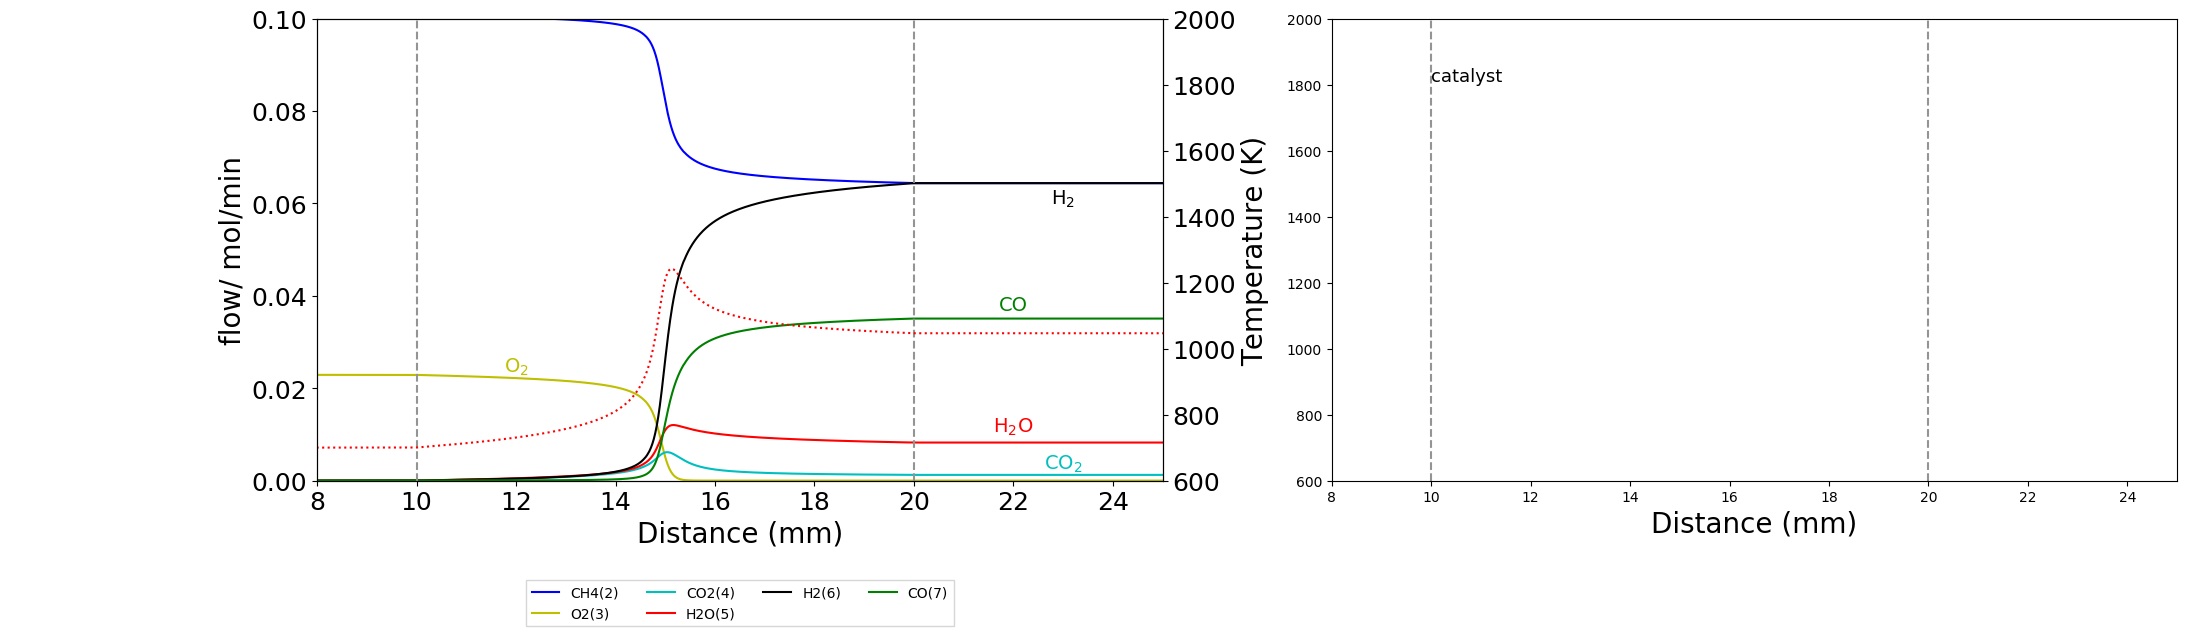 0.10
0.08
0.06
0.04
0.02
0.00
flow/ mol/min
8 10 12 14 16 18 20 22 24
Distance (mm)
O₂
H₂
CO
H₂O
CO₂
2000
1800
1600
1400
1200
1000
800
600
Temperature (K)
CH4(2) CO2(4) H2(6) CO(7)
O2(3) H2O(5)
2000
1800
1600
1400
1200
1000
800
600
catalyst
8 10 12 14 16 18 20 22 24
Distance (mm)